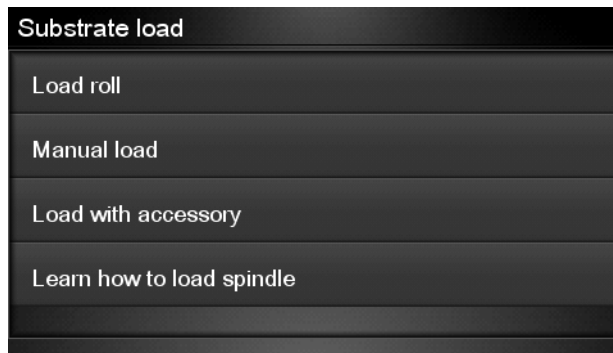 Substrate load
Load roll
Manual load
Load with accessory
Learn how to load spindle